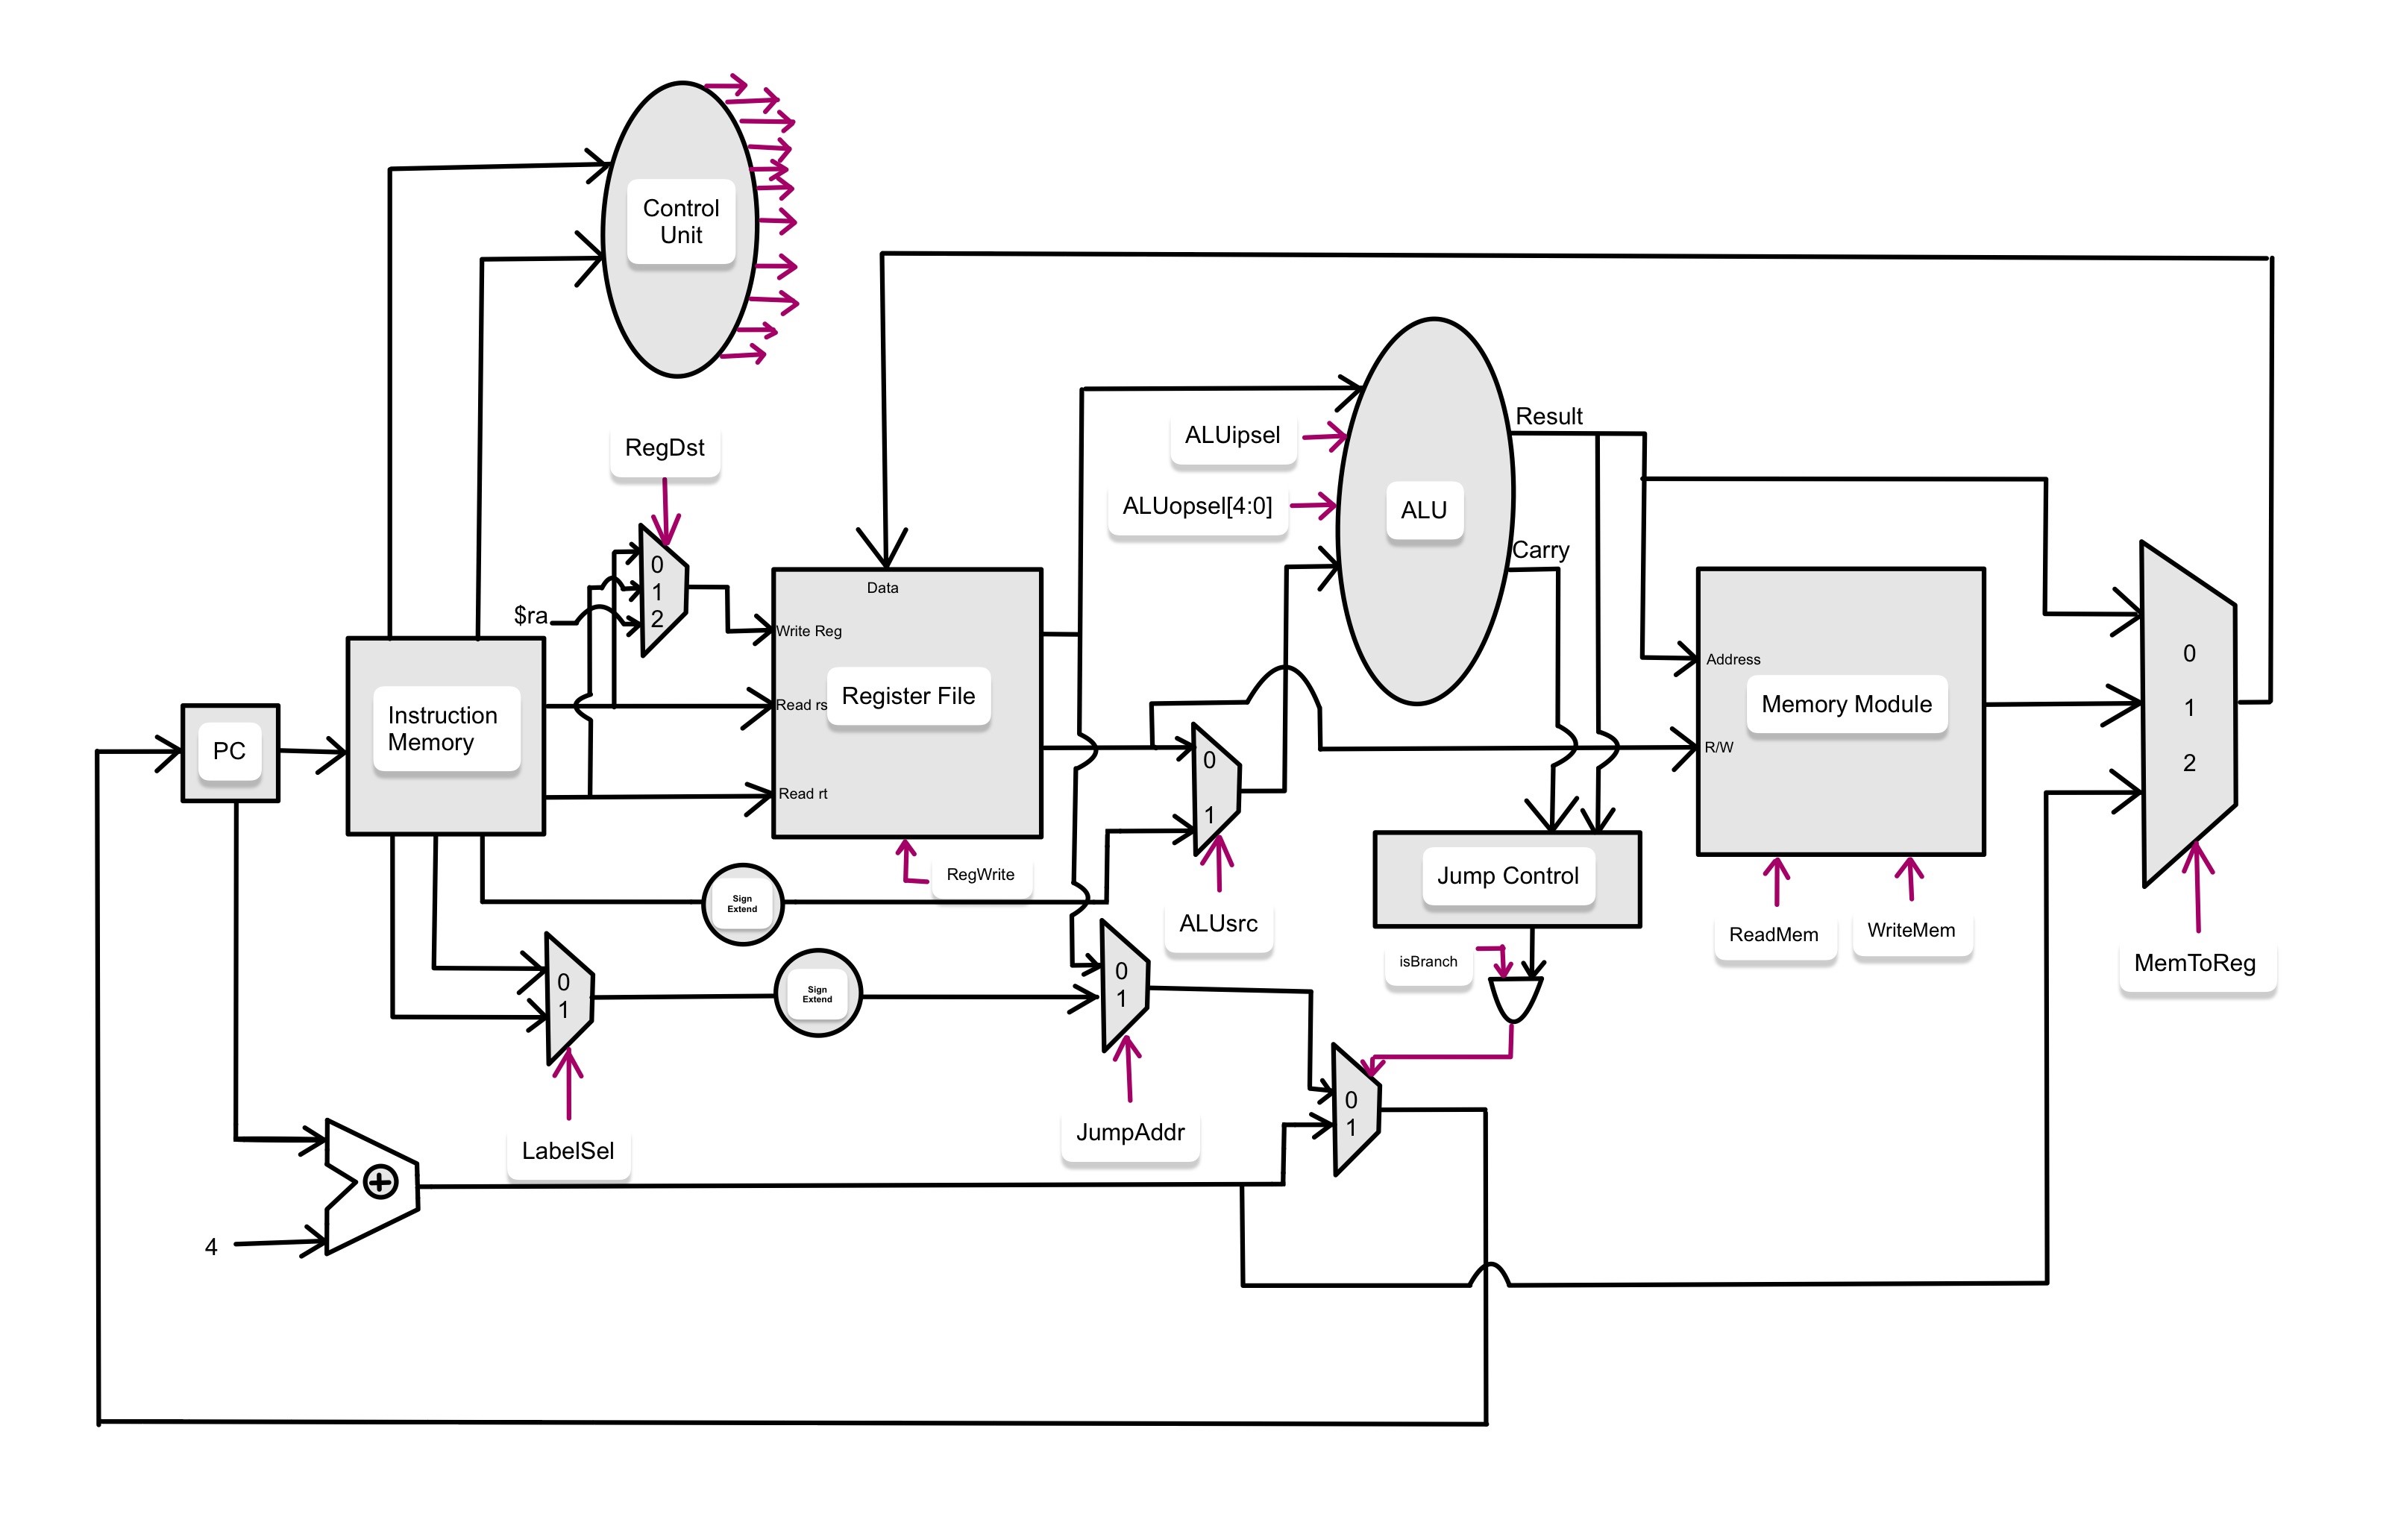 Control
Unit
RegDst
0
1
2
$ra
Data
Write Reg
Read rs
Register File
Read rt
RegWrite
ALUipsel
ALUopsel[4:0]
ALU
Result
Carry
PC
Instruction
Memory
0
1
ALUsrc
Address
Memory Module
R/W
ReadMem
WriteMem
0
1
2
MemToReg
Jump Control
isBranch
Sign
Extend
Sign
Extend
0
1
LabelSel
0
1
JumpAddr
0
1
4